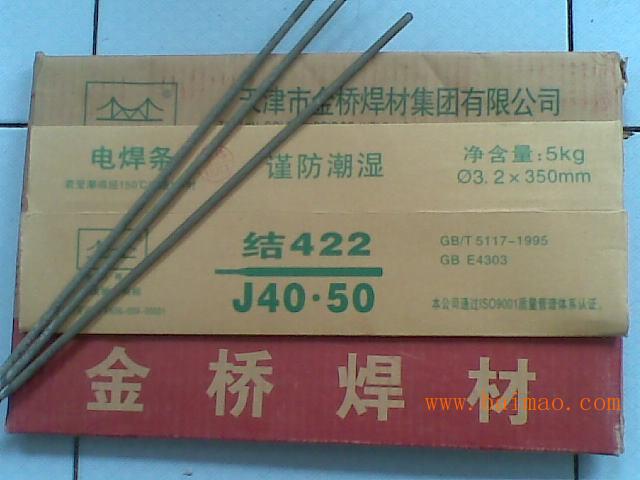 天津市金桥焊材集团有限公司
电焊条
谨防潮湿
净含量:5kg
Ø3.2×350mm
结422
J40·50
GB/T 5117-1995
GB E4303
本公司通过ISO9001质量管理体系认证。
金桥焊材
www.huimao.com